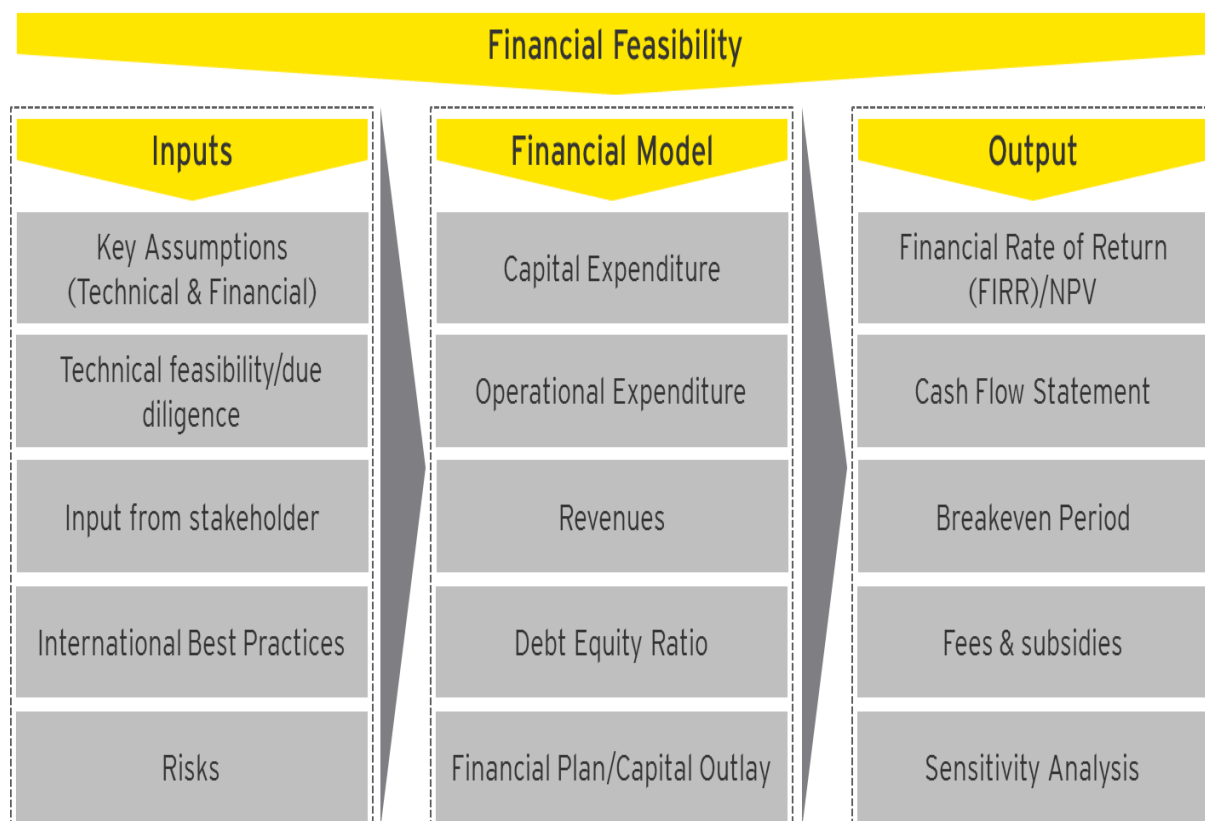 Financial Feasibility
Inputs
Key Assumptions
(Technical & Financial)
Technical feasibility/due
diligence
Input from stakeholder
International Best Practices
Risks
Financial Model
Capital Expenditure
Operational Expenditure
Revenues
Debt Equity Ratio
Financial Plan/Capital Outlay
Output
Financial Rate of Return
(FIRR)/NPV
Cash Flow Statement
Breakeven Period
Fees & subsidies
Sensitivity Analysis